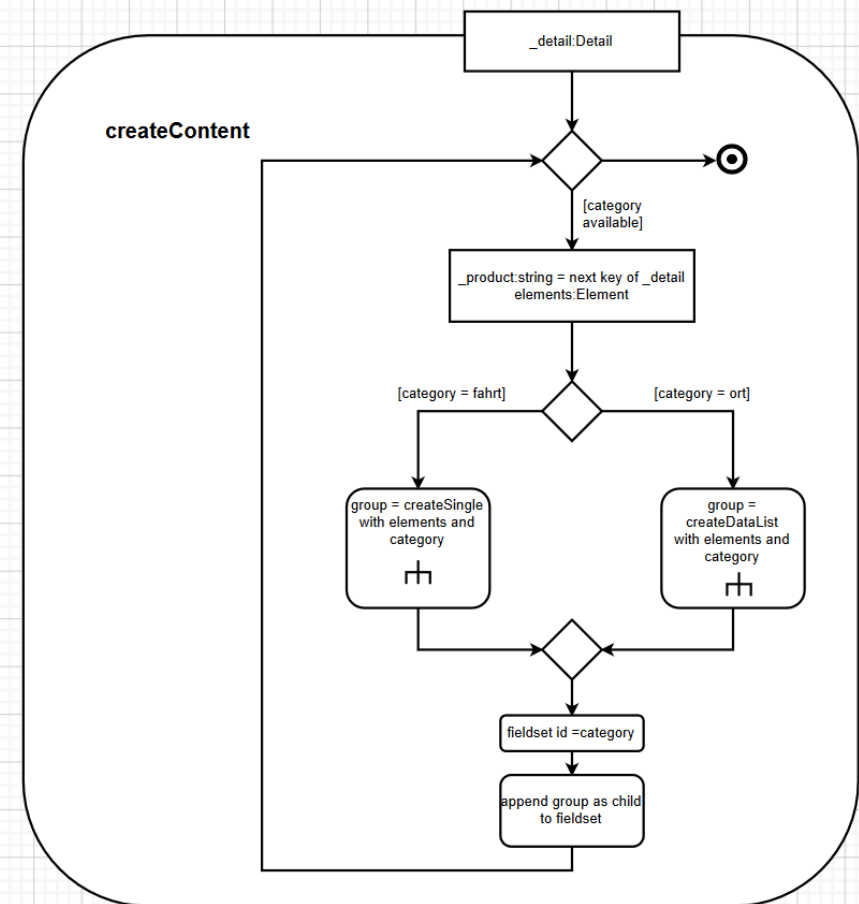 _detail:Detail
createContent
[category
available]
_product:string = next key of _detail
elements:Element
[category = fahrt]
[category = ort]
group = createSingle
with elements and
category
group =
createDataList
with elements and
category
fieldset id =category
append group as child
to fieldset